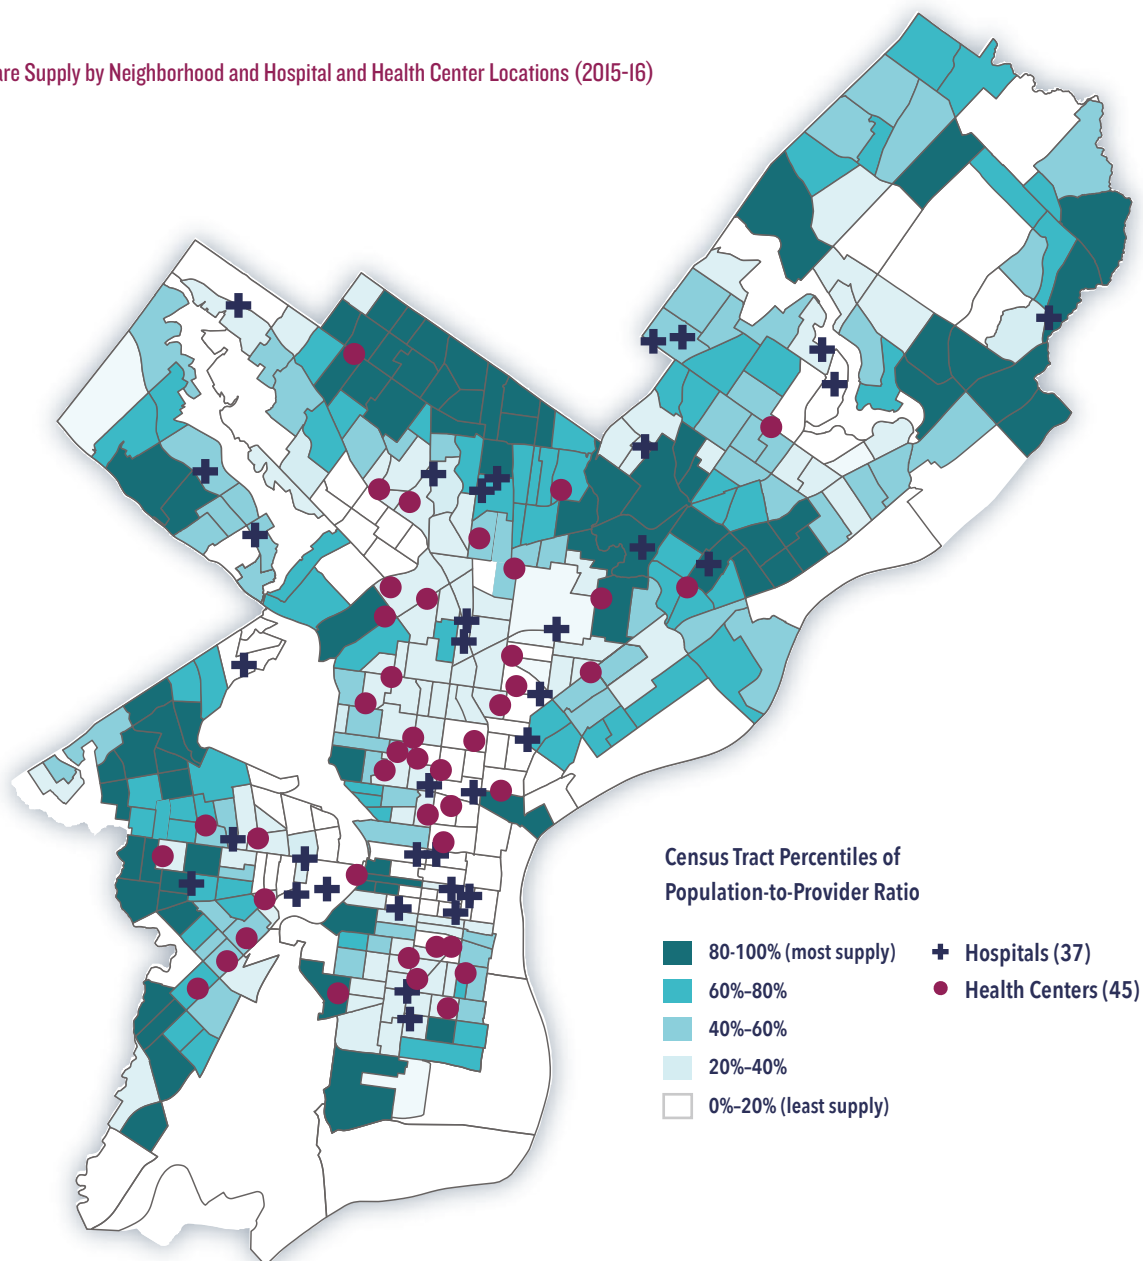 are Supply by Neighborhood and Hospital and Health Center Locations (2015-16)
Census Tract Percentiles of
Population-to-Provider Ratio
80-100% (most supply)
60%–80%
40%–60%
20%–40%
0%–20% (least supply)
Hospitals (37)
Health Centers (45)